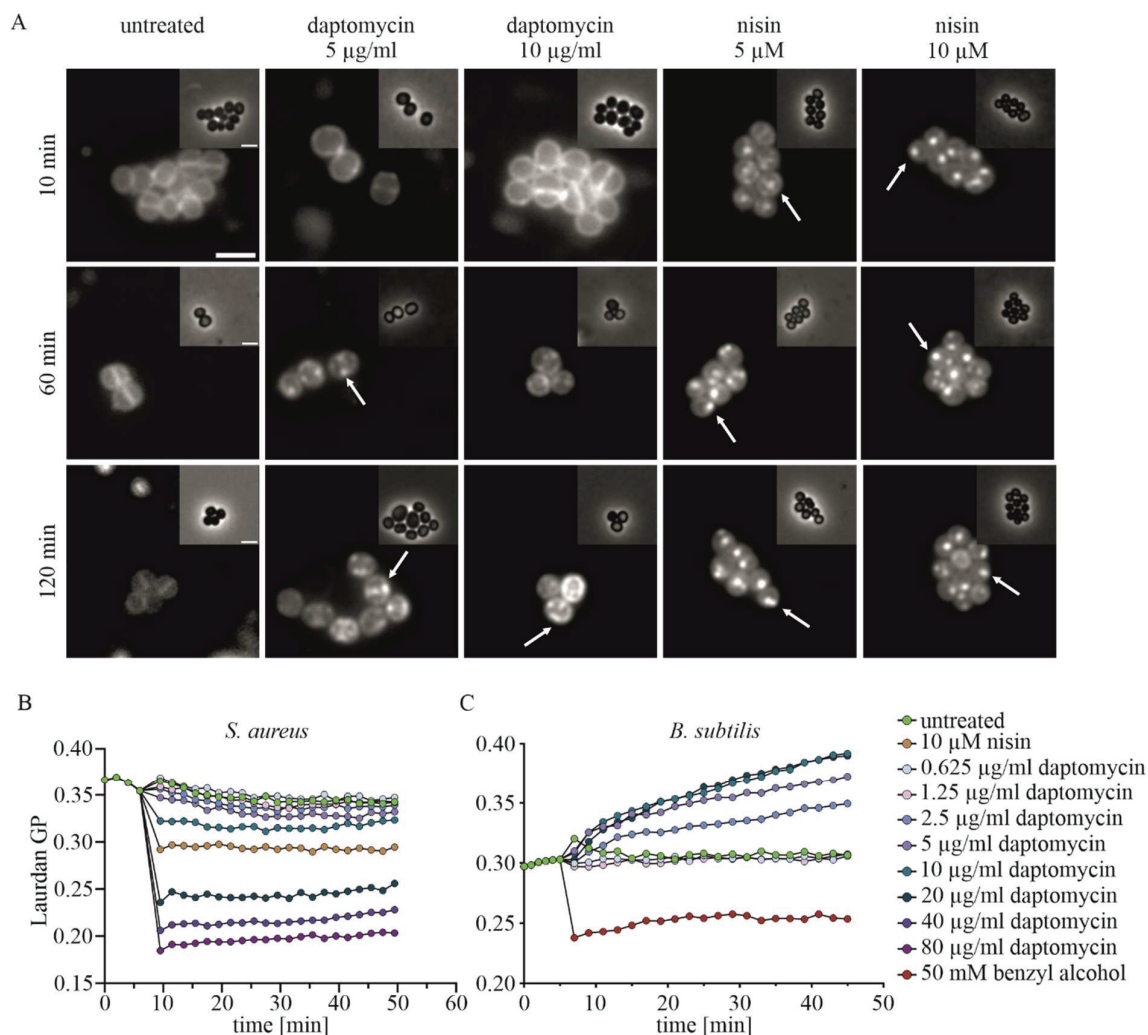 A
untreated
daptomycin
5 µg/ml
daptomycin
10 µg/ml
nisin
5 µM
nisin
10 µM
10 min
60 min
120 min
B
S. aureus
Laurdan GP
0.40
0.35
0.30
0.25
0.20
0.15
0 10 20 30 40 50 60
time [min]
C
B. subtilis
0.40
0.35
0.30
0.25
0.20
0 10 20 30 40 50
time [min]
untreated
10 µM nisin
0.625 µg/ml daptomycin
1.25 µg/ml daptomycin
2.5 µg/ml daptomycin
5 µg/ml daptomycin
10 µg/ml daptomycin
20 µg/ml daptomycin
40 µg/ml daptomycin
80 µg/ml daptomycin
50 mM benzyl alcohol